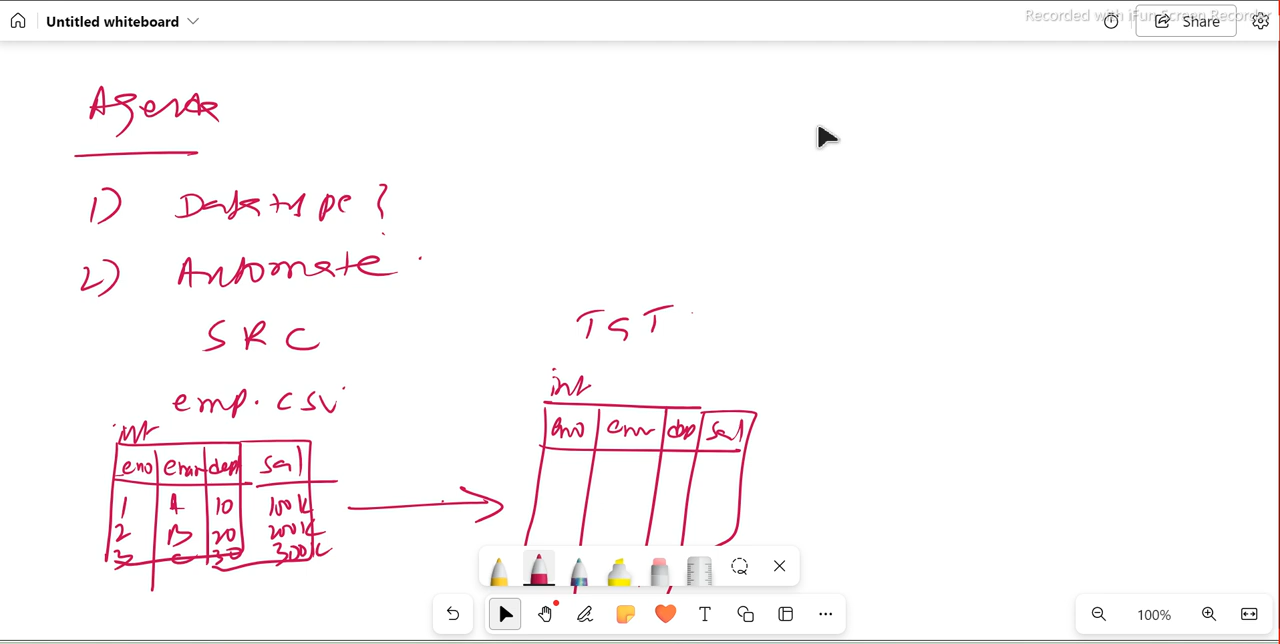 Untitled whiteboard
Recorded with iFun Screen Recorder
Share
Agenda
1) Datatype ?
2) Automate
SRC
TGT
emp.csv
int
int
eno ename dept sal
eno enm dep sal
1 A 10 100K
2 B 20 200K
3 C 30 300K
100%